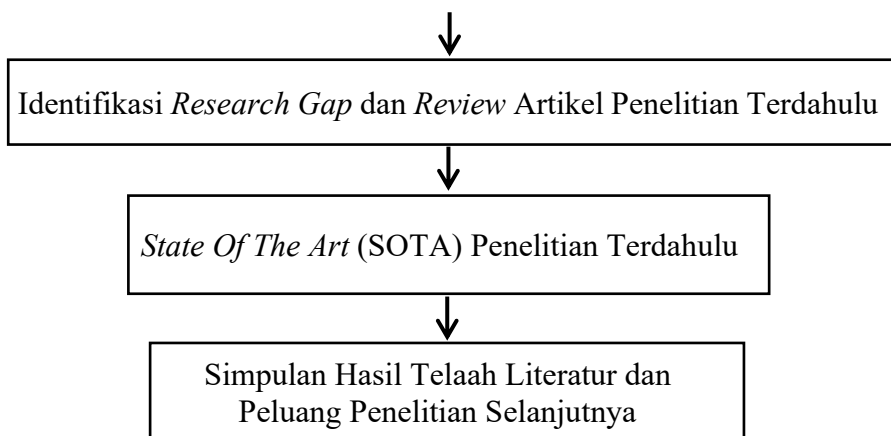 Identifikasi Research Gap dan Review Artikel Penelitian Terdahulu
State Of The Art (SOTA) Penelitian Terdahulu
Simpulan Hasil Telaah Literatur dan
Peluang Penelitian Selanjutnya